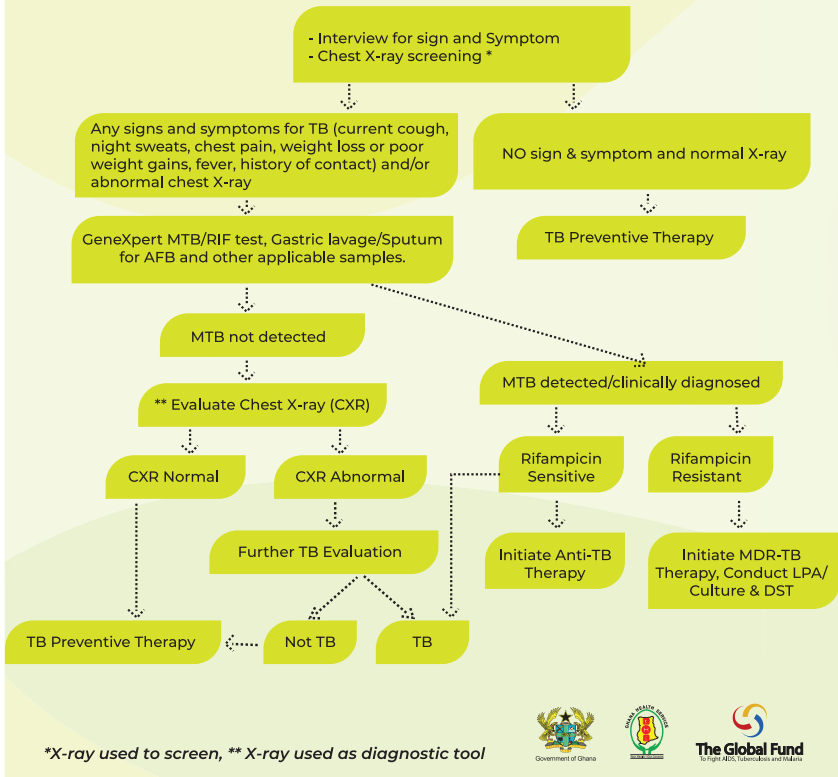 - Interview for sign and Symptom
- Chest X-ray screening *
Any signs and symptoms for TB (current cough,
night sweats, chest pain, weight loss or poor
weight gains, fever, history of contact) and/or
abnormal chest X-ray
NO sign & symptom and normal X-ray
GeneXpert MTB/RIF test, Gastric lavage/Sputum
for AFB and other applicable samples.
TB Preventive Therapy
MTB not detected
MTB detected/clinically diagnosed
** Evaluate Chest X-ray (CXR)
CXR Normal
CXR Abnormal
Rifampicin
Sensitive
Rifampicin
Resistant
Further TB Evaluation
Initiate Anti-TB
Therapy
Initiate MDR-TB
Therapy, Conduct LPA/
Culture & DST
TB Preventive Therapy
Not TB
TB
*X-ray used to screen, ** X-ray used as diagnostic tool
Government of Ghana
GHANA HEALTH SERVICE
The Global Fund
To Fight AIDS, Tuberculosis and Malaria